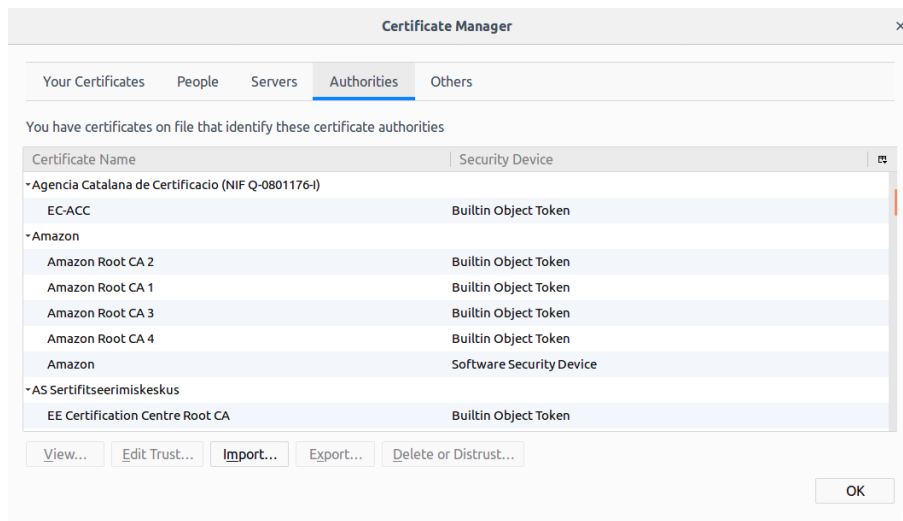 Certificate Manager
Your Certificates People Servers Authorities Others
You have certificates on file that identify these certificate authorities
Certificate Name Security Device
Agencia Catalana de Certificacio (NIF Q-0801176-I)
EC-ACC Builtin Object Token
Amazon
Amazon Root CA 2 Builtin Object Token
Amazon Root CA 1 Builtin Object Token
Amazon Root CA 3 Builtin Object Token
Amazon Root CA 4 Builtin Object Token
Amazon Software Security Device
AS Sertifitseerimiskeskus
EE Certification Centre Root CA Builtin Object Token
View... Edit Trust... Import... Export... Delete or Distrust...
OK